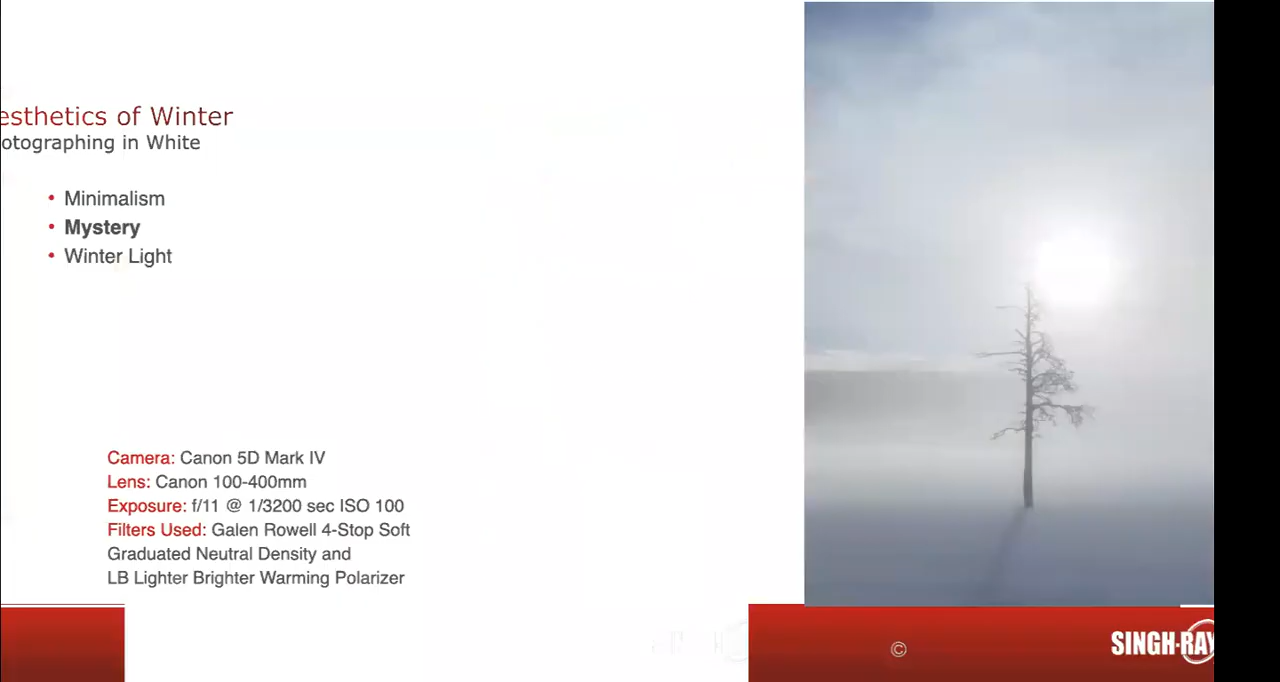 esthetics of Winter
otographing in White
• Minimalism
• Mystery
• Winter Light
Camera: Canon 5D Mark IV
Lens: Canon 100-400mm
Exposure: f/11 @ 1/3200 sec ISO 100
Filters Used: Galen Rowell 4-Stop Soft
Graduated Neutral Density and
LB Lighter Brighter Warming Polarizer
© SINGH-RAY